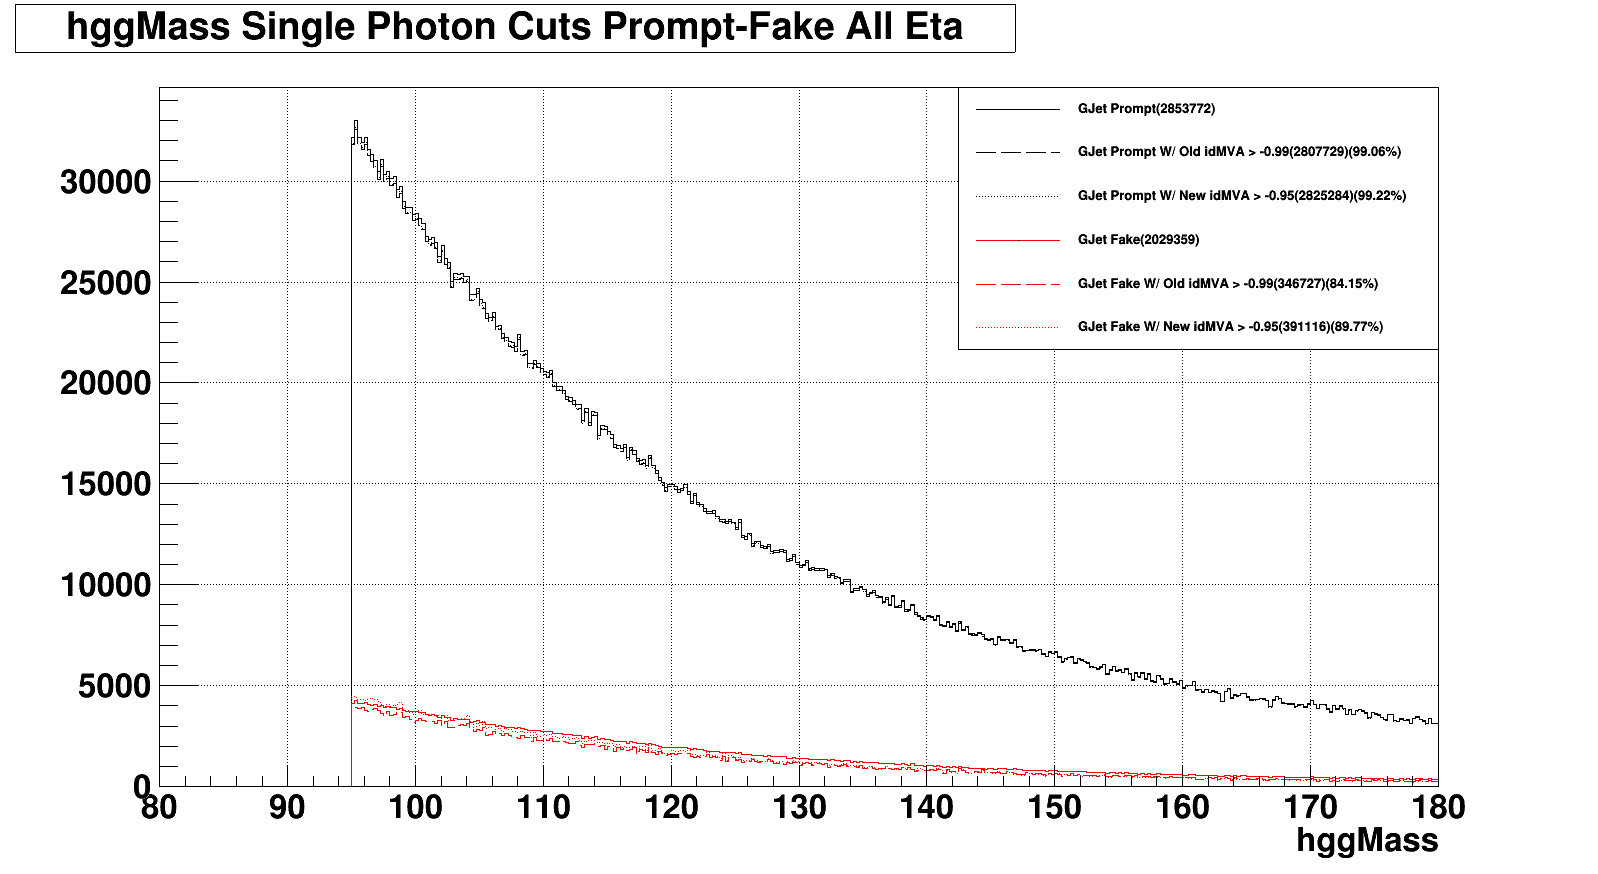 hggMass Single Photon Cuts Prompt-Fake All Eta
GJet Prompt(2853772)
GJet Prompt W/ Old idMVA > -0.99(2807729)(99.06%)
GJet Prompt W/ New idMVA > -0.95(2825284)(99.22%)
GJet Fake(2029359)
GJet Fake W/ Old idMVA > -0.99(346727)(84.15%)
GJet Fake W/ New idMVA > -0.95(391116)(89.77%)
30000
25000
20000
15000
10000
5000
0
80 90 100 110 120 130 140 150 160 170 180
hggMass